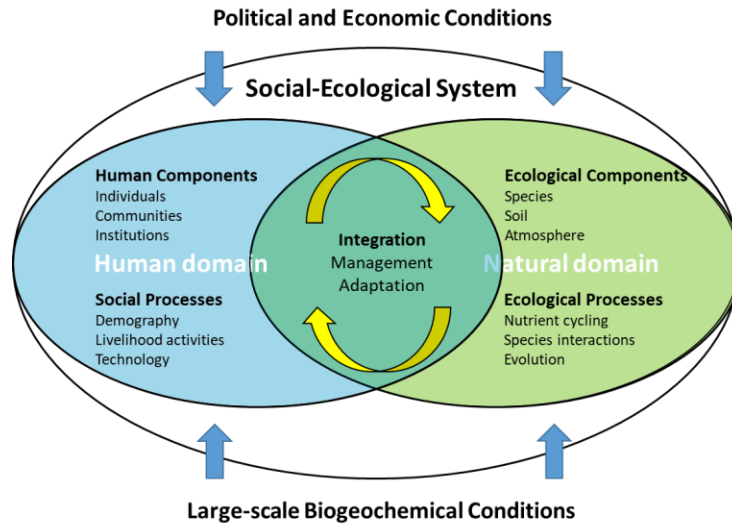 Political and Economic Conditions
Social-Ecological System
Human Components
Individuals
Communities
Institutions
Human domain
Social Processes
Demography
Livelihood activities
Technology
Integration
Management
Adaptation
Ecological Components
Species
Soil
Atmosphere
Natural domain
Ecological Processes
Nutrient cycling
Species interactions
Evolution
Large-scale Biogeochemical Conditions